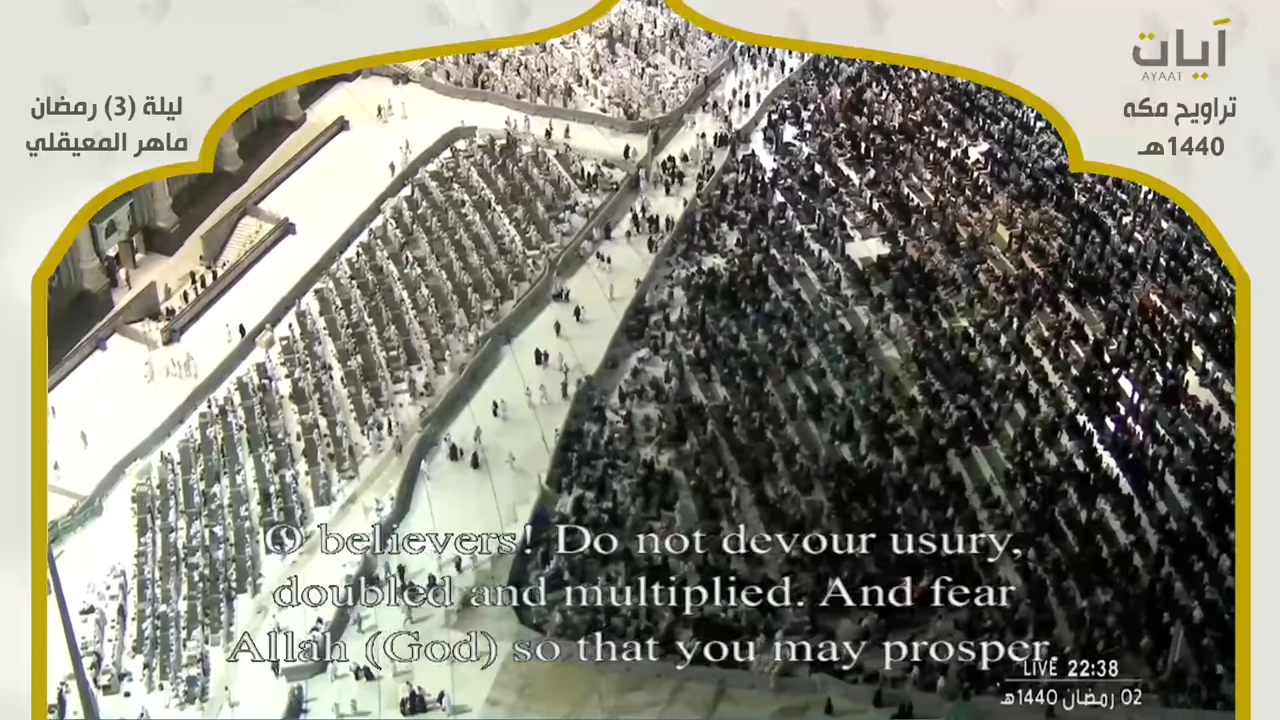 آيات
AYAAT
تراويح مكه
1440هـ
ليلة (3) رمضان
ماهر المعيقلي
O believers! Do not devour usury,
doubled and multiplied. And fear
Allah (God) so that you may prosper.
LIVE 22:38
02 رمضان 1440هـ